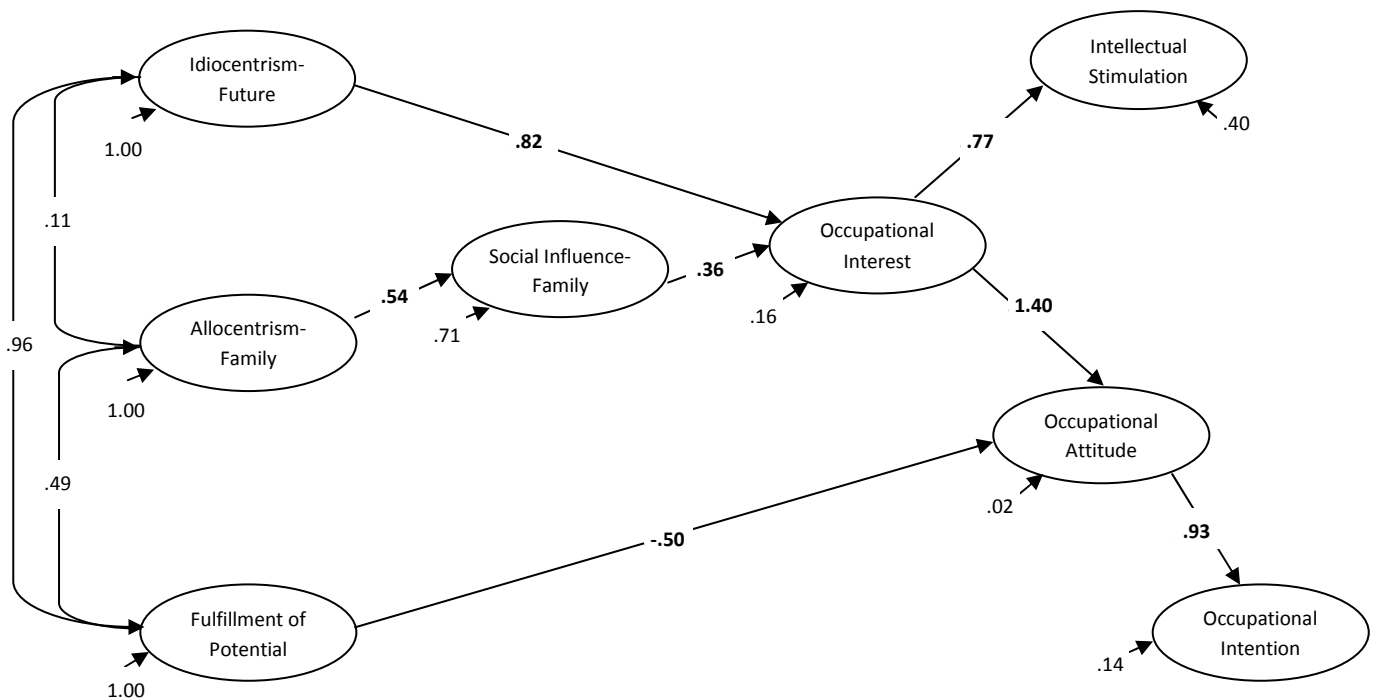 Idiocentrism-
Future
1.00
Intellectual
Stimulation
.40
.82
.77
.11
Social Influence-
Family
.71
Occupational
Interest
.16
.54
.36
Allocentrism-
Family
1.00
.96
1.40
Occupational
Attitude
.02
.49
-.50
.93
Fulfillment of
Potential
1.00
Occupational
Intention
.14